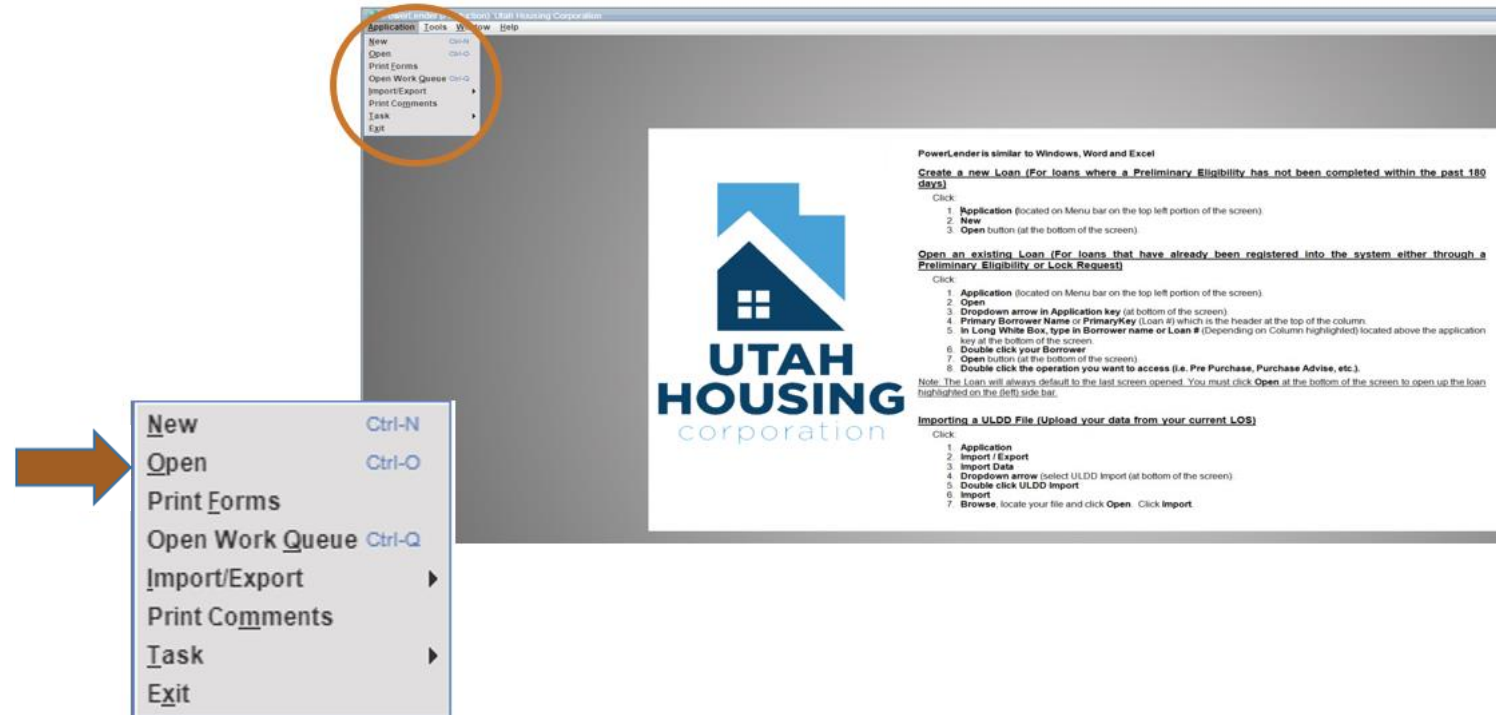 PowerLender (Production) 'Utah Housing Corporation
Application Tools Window Help
New Ctrl-N
Open Ctrl-O
Print Forms
Open Work Queue Ctrl-Q
Import/Export
Print Comments
Task
Exit
PowerLender is similar to Windows, Word and Excel
Create a new Loan (For loans where a Preliminary Eligibility has not been completed within the past 180
days)
Click:
1. Application (located on Menu bar on the top left portion of the screen).
2. New
3. Open button (at the bottom of the screen).
Open an existing Loan (For loans that have already been registered into the system either through a
Preliminary Eligibility or Lock Request)
Click:
1. Application (located on Menu bar on the top left portion of the screen).
2. Open
3. Dropdown arrow in Application key (at bottom of the screen).
4. Primary Borrower Name or PrimaryKey (Loan #) which is the header at the top of the column.
5. In Long White Box, type in Borrower name or Loan # (Depending on Column highlighted) located above the application
key at the bottom of the screen.
6. Double click your Borrower
7. Open button (at the bottom of the screen).
8. Double click the operation you want to access (i.e. Pre Purchase, Purchase Advise, etc.).
Note: The Loan will always default to the last screen opened. You must click Open at the bottom of the screen to open up the loan
highlighted on the (left) side bar.
Importing a ULDD File (Upload your data from your current LOS)
Click:
1. Application
2. Import / Export
3. Import Data
4. Dropdown arrow (select ULDD Import (at bottom of the screen).
5. Double click ULDD Import
6. Import
7. Browse, locate your file and click Open. Click Import.
UTAH
HOUSING
corporation
New Ctrl-N
Open Ctrl-O
Print Forms
Open Work Queue Ctrl-Q
Import/Export
Print Comments
Task
Exit